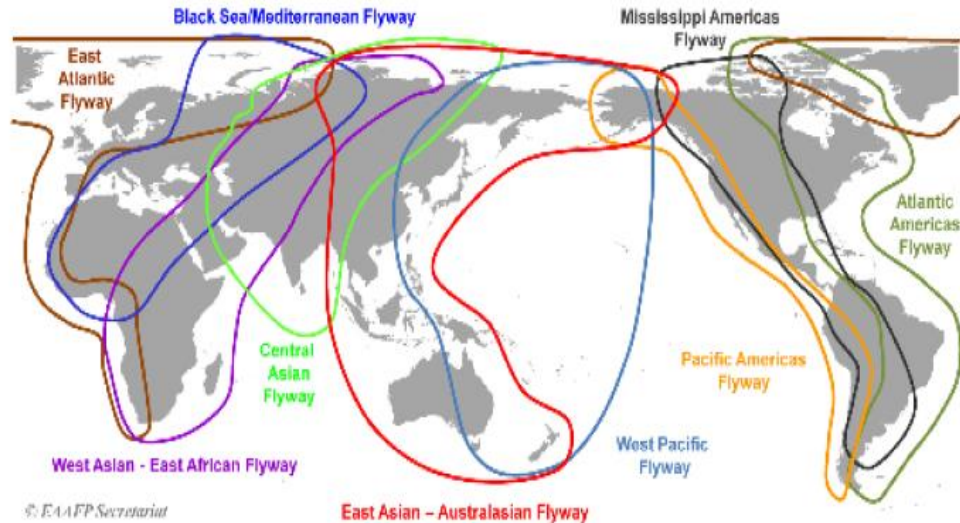 Black Sea/Mediterranean Flyway
Mississippi Americas
Flyway
East
Atlantic
Flyway
Atlantic
Americas
Flyway
Central
Asian
Flyway
Pacific Americas
Flyway
West Pacific
Flyway
West Asian - East African Flyway
East Asian – Australasian Flyway
© EAAFP Secretariat